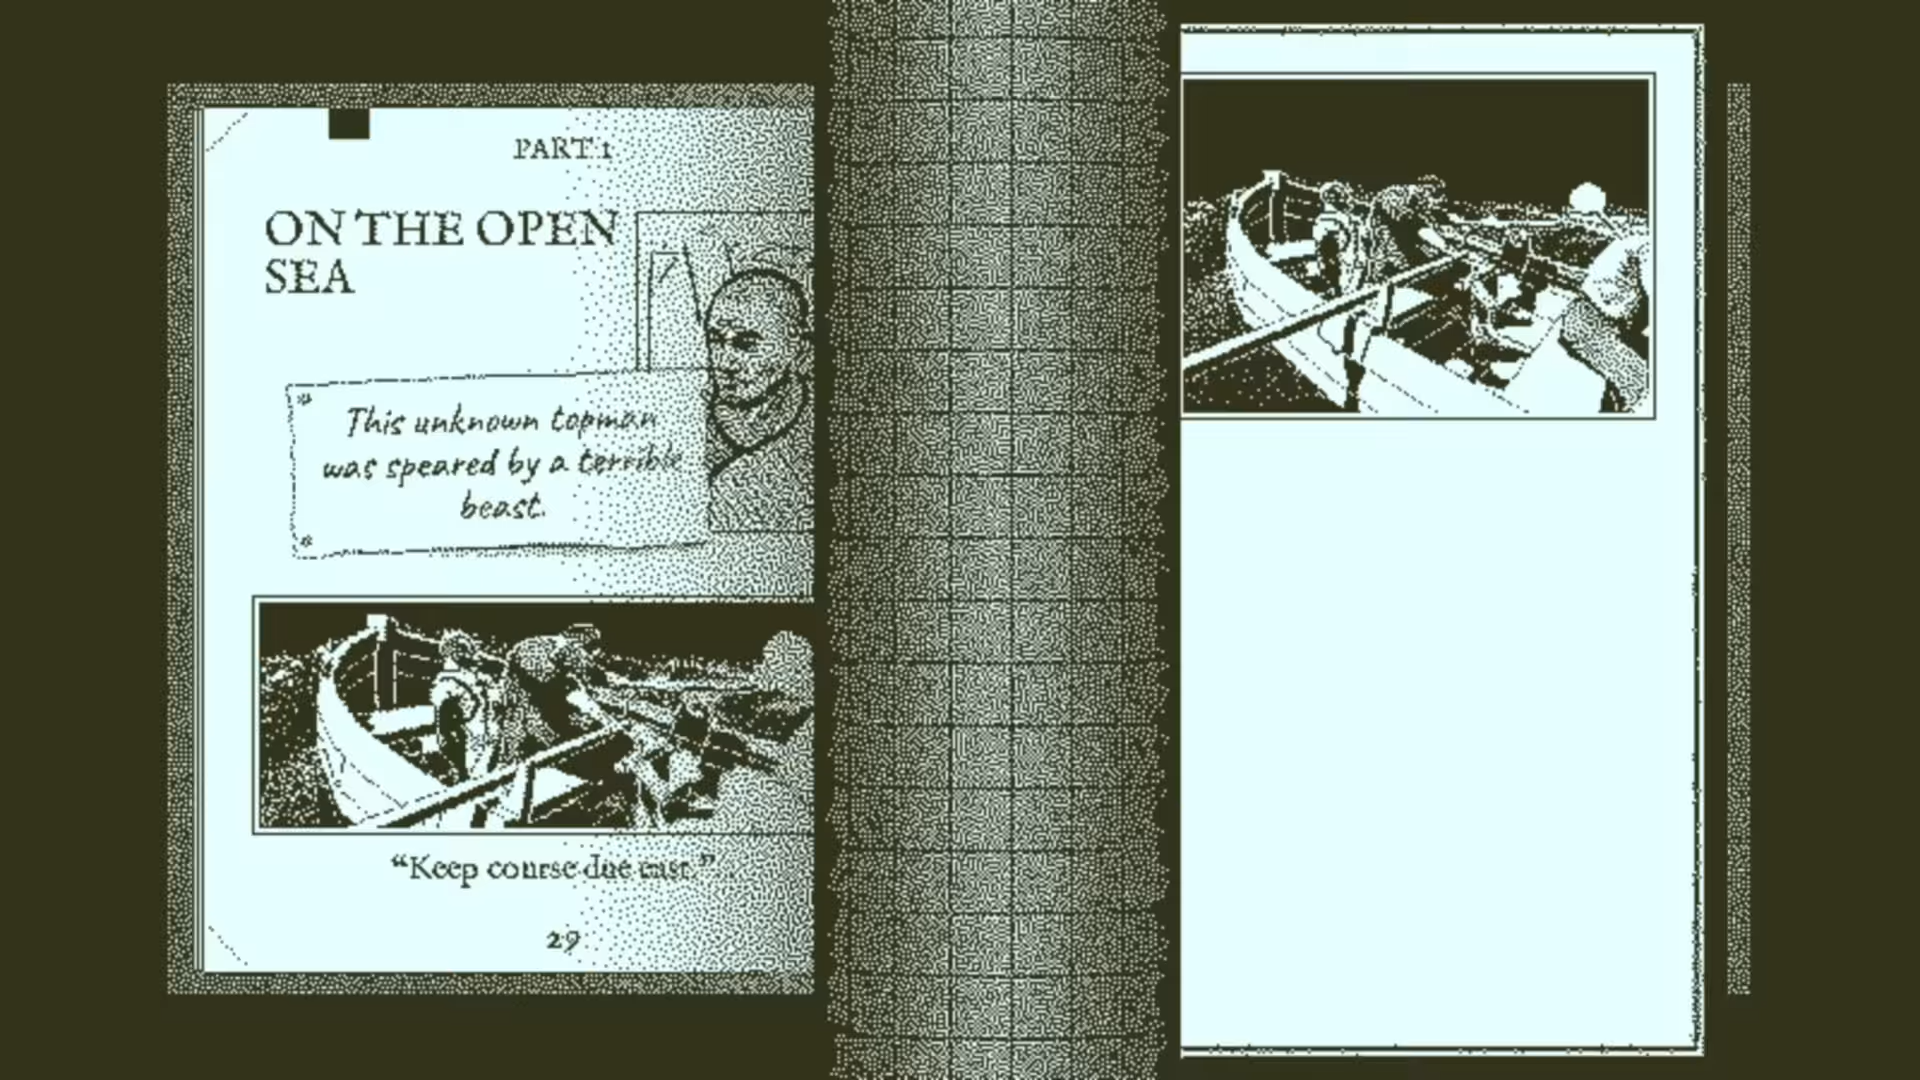 PART 1
ON THE OPEN
SEA
This unknown topman
was speared by a terrible
beast.
“Keep course due east.”
29